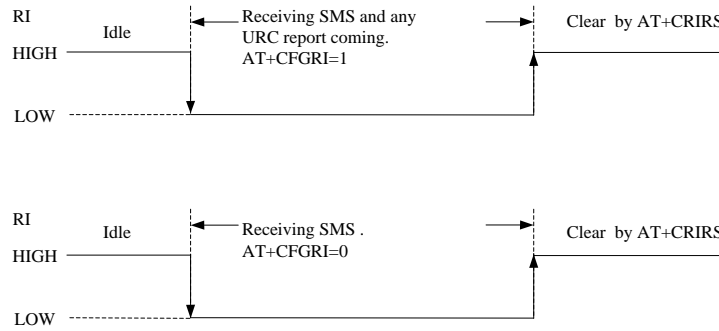 RI
Idle
Receiving SMS and any
URC report coming.
AT+CFGRI=1
Clear by AT+CRIRS
HIGH
LOW
RI
Idle
Receiving SMS .
AT+CFGRI=0
Clear by AT+CRIRS
HIGH
LOW